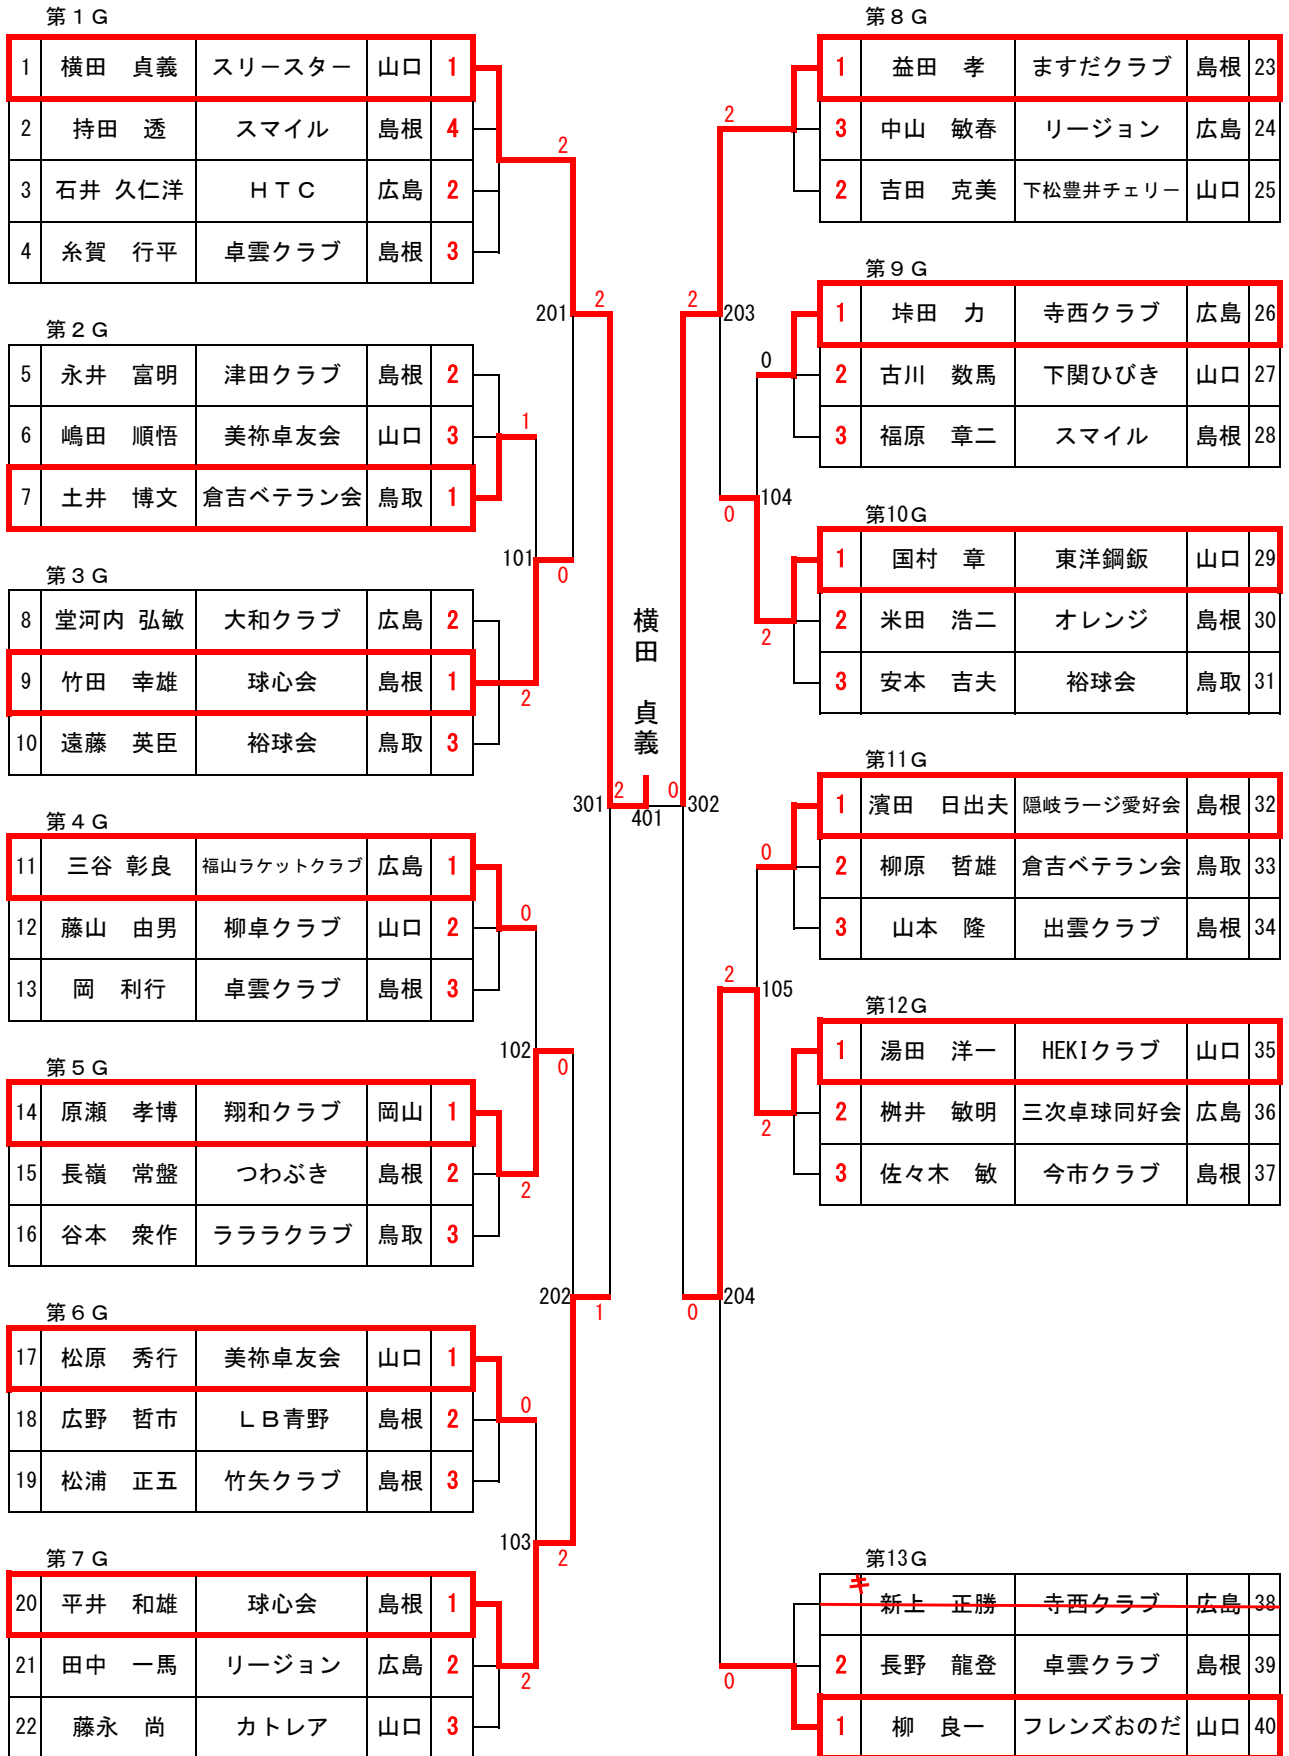 第１Ｇ
1 横田 貞義 スリースター 山口 1
2 持田 透 スマイル 島根 4
3 石井 久仁洋 ＨＴＣ 広島 2
4 糸賀 行平 卓雲クラブ 島根 3
2
201
2
第２Ｇ
5 永井 富明 津田クラブ 島根 2
6 嶋田 順悟 美祢卓友会 山口 3
7 土井 博文 倉吉ベテラン会 鳥取 1
1
101
0
第３Ｇ
8 堂河内 弘敏 大和クラブ 広島 2
9 竹田 幸雄 球心会 島根 1
10 遠藤 英臣 裕球会 鳥取 3
2
301
2
第４Ｇ
11 三谷 彰良 福山ラケットクラブ 広島 1
12 藤山 由男 柳卓クラブ 山口 2
13 岡 利行 卓雲クラブ 島根 3
0
102
0
第５Ｇ
14 原瀬 孝博 翔和クラブ 岡山 1
15 長嶺 常盤 つわぶき 島根 2
16 谷本 衆作 ラララクラブ 鳥取 3
2
202
1
第６Ｇ
17 松原 秀行 美祢卓友会 山口 1
18 広野 哲市 ＬＢ青野 島根 2
19 松浦 正五 竹矢クラブ 島根 3
0
103
2
第７Ｇ
20 平井 和雄 球心会 島根 1
21 田中 一馬 リージョン 広島 2
22 藤永 尚 カトレア 山口 3
2
横田 貞義
401
第８Ｇ
1 益田 孝 ますだクラブ 島根 23
3 中山 敏春 リージョン 広島 24
2 吉田 克美 下松豊井チェリー 山口 25
2
2
203
第９Ｇ
1 垰田 力 寺西クラブ 広島 26
2 古川 数馬 下関ひびき 山口 27
3 福原 章二 スマイル 島根 28
0
0
104
第10Ｇ
1 国村 章 東洋鋼鈑 山口 29
2 米田 浩二 オレンジ 島根 30
3 安本 吉夫 裕球会 鳥取 31
2
0
302
第11Ｇ
1 濱田 日出夫 隠岐ラージ愛好会 島根 32
2 柳原 哲雄 倉吉ベテラン会 鳥取 33
3 山本 隆 出雲クラブ 島根 34
0
2
105
第12Ｇ
1 湯田 洋一 HEKIクラブ 山口 35
2 桝井 敏明 三次卓球同好会 広島 36
3 佐々木 敏 今市クラブ 島根 37
2
0
204
第13Ｇ
キ 新上 正勝 寺西クラブ 広島 38
2 長野 龍登 卓雲クラブ 島根 39
1 柳 良一 フレンズおのだ 山口 40
0